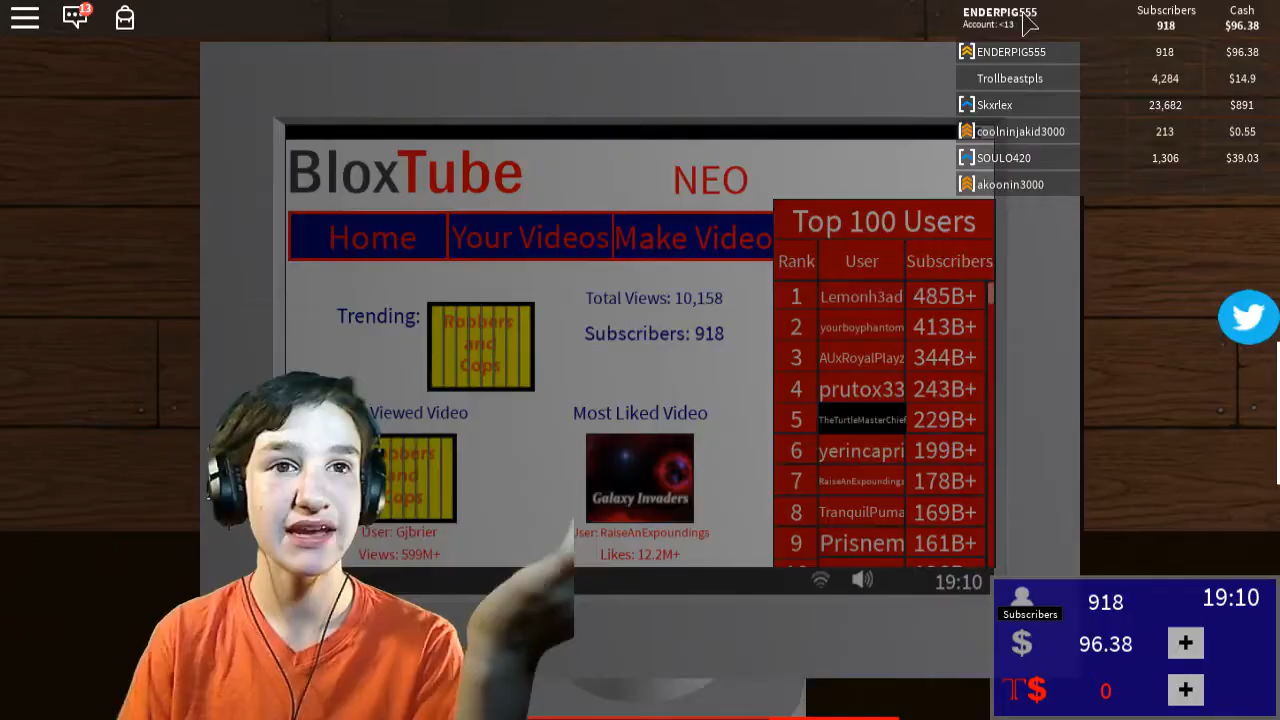 13
ENDERPIG555
Account: <13
Subscribers
918
Cash
$96.38
ENDERPIG555 918 $96.38
Trollbeastpls 4,284 $14.9
Skxrlex 23,682 $891
coolninjakid3000 213 $0.55
SOULO420 1,306 $39.03
akoonin3000
BloxTube NEO
Home Your Videos Make Video
Top 100 Users
Rank User Subscribers
1 Lemonh3ad 485B+
2 yourboyphantom 413B+
3 AUxRoyalPlayz 344B+
4 prutox33 243B+
5 TheTurtleMasterChief 229B+
6 yerincapri 199B+
7 RaiseAnExpoundings 178B+
8 TranquilPuma 169B+
9 Prisnem 161B+
Trending:
Robbers
and
Cops
Total Views: 10,158
Subscribers: 918
Viewed Video
and
User: Gjbrier
Views: 599M+
Most Liked Video
Galaxy Invaders
User: RaiseAnExpoundings
Likes: 12.2M+
19:10
Subscribers
918
19:10
$ 96.38 +
T$ 0 +